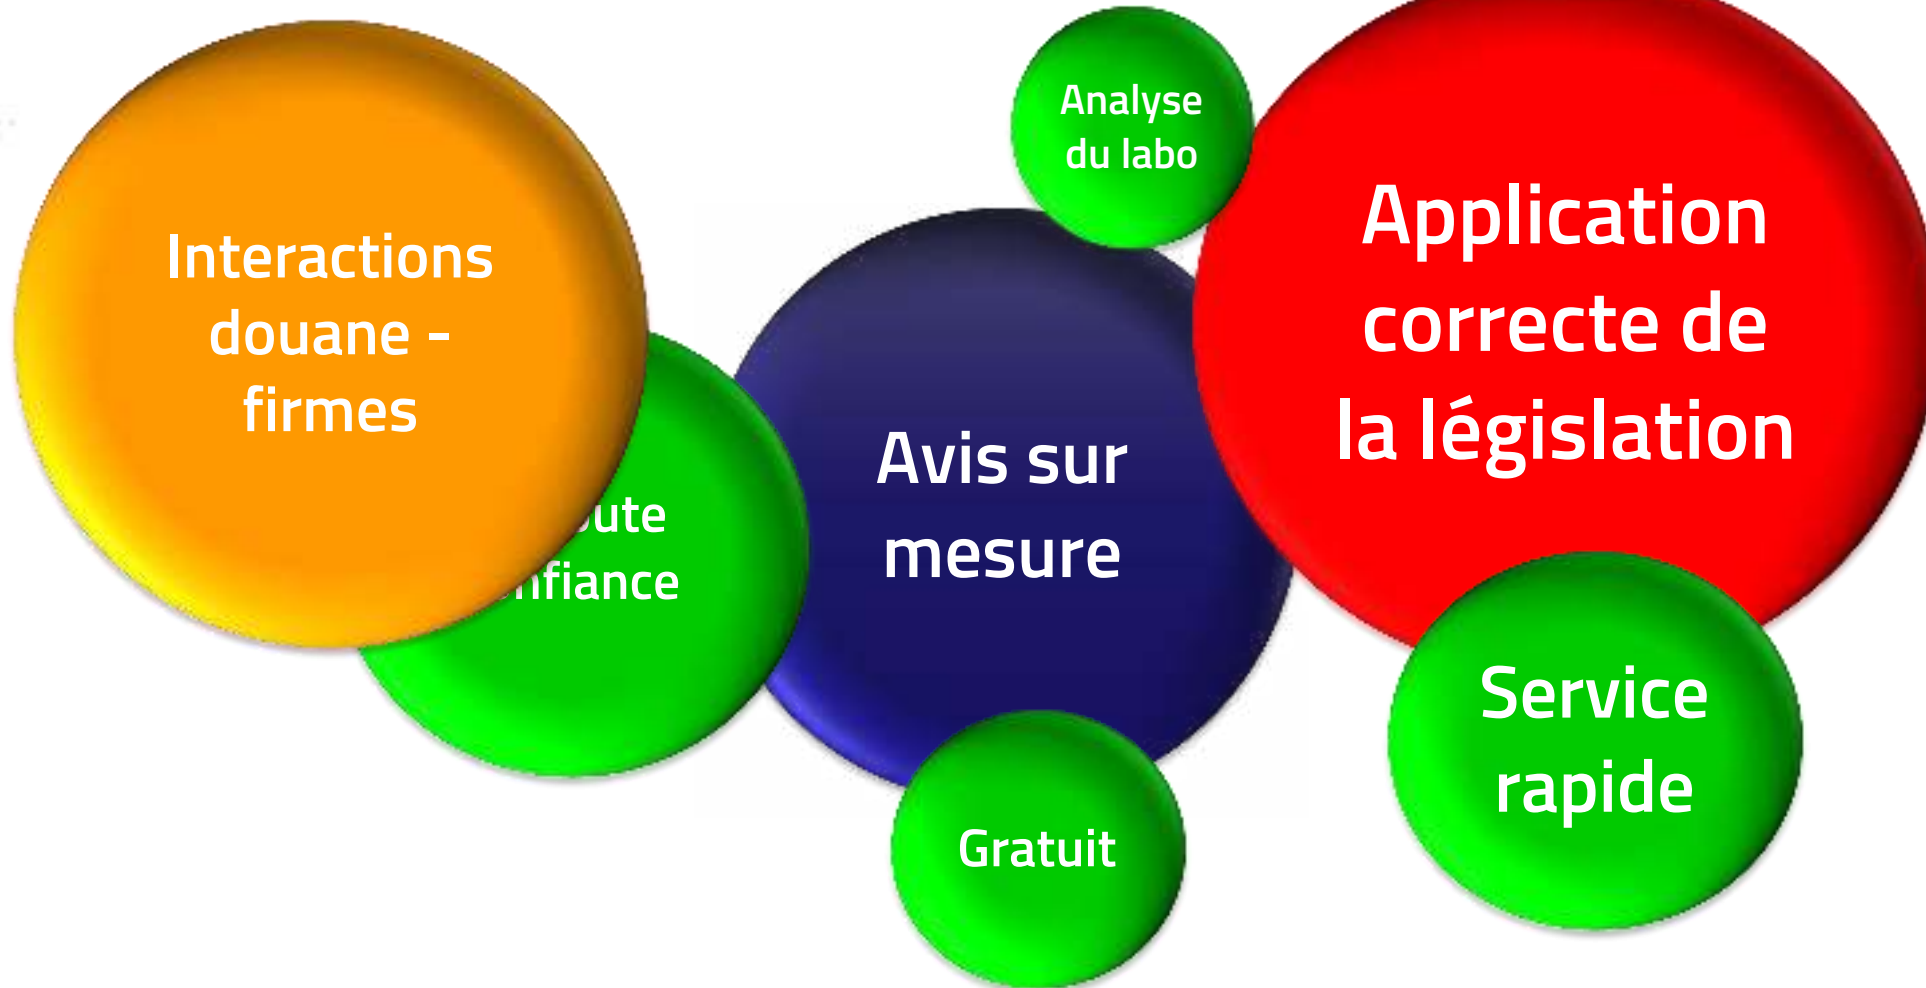 Interactions
douane -
firmes
Analyse
du labo
Application
correcte de
la législation
Avis sur
mesure
Service
rapide
Gratuit